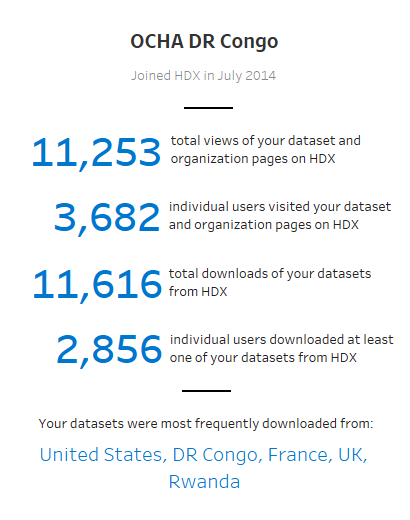 OCHA DR Congo
Joined HDX in July 2014
11,253 total views of your dataset and
organization pages on HDX
3,682 individual users visited your dataset
and organization pages on HDX
11,616 total downloads of your datasets
from HDX
2,856 individual users downloaded at least
one of your datasets from HDX
Your datasets were most frequently downloaded from:
United States, DR Congo, France, UK,
Rwanda